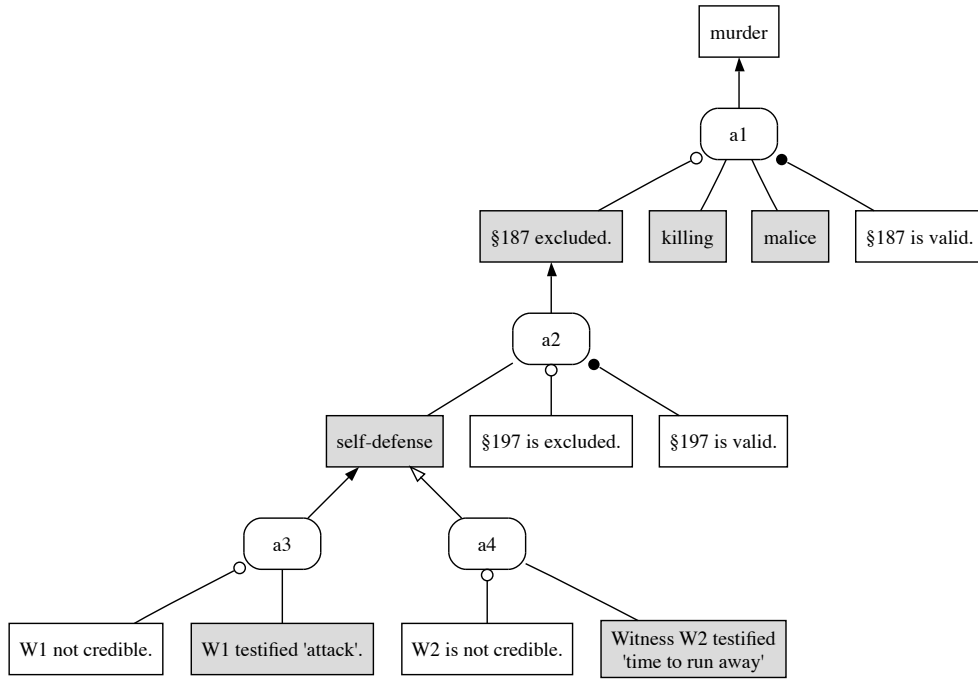 murder
a1
§187 excluded.
killing
malice
§187 is valid.
a2
self-defense
§197 is excluded.
§197 is valid.
a3
a4
W1 not credible.
W1 testified 'attack'.
W2 is not credible.
Witness W2 testified
'time to run away'